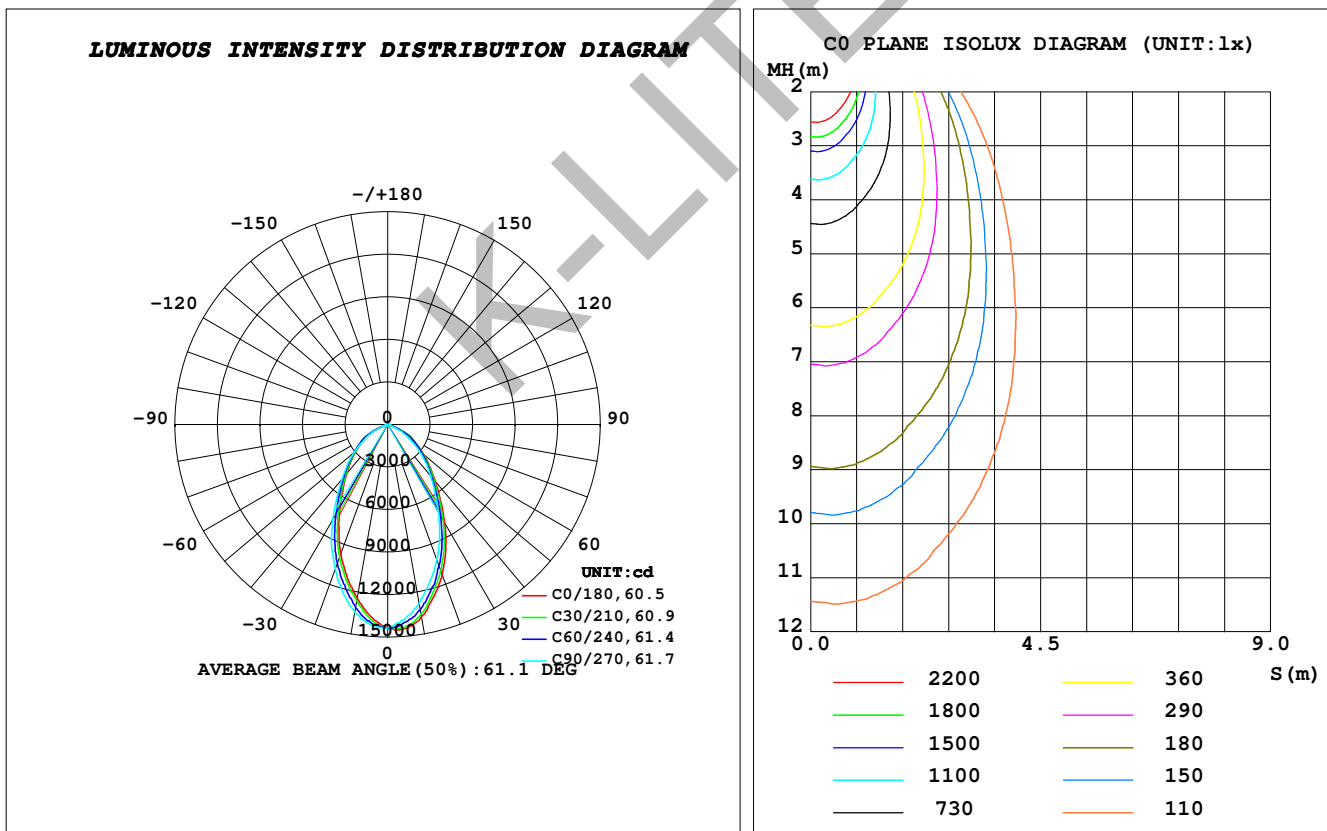 LUMINOUS INTENSITY DISTRIBUTION DIAGRAM
-/+180
-150 150
-120 120
-90 90
-60 60
-30 30
0
0
3000
6000
9000
12000
15000
UNIT:cd
C0/180,60.5
C30/210,60.9
C60/240,61.4
C90/270,61.7
AVERAGE BEAM ANGLE(50%):61.1 DEG
K-LITE
C0 PLANE ISOLUX DIAGRAM (UNIT:lx)
MH(m)
2
3
4
5
6
7
8
9
10
11
12
0.0 4.5 9.0
S(m)
2200 360
1800 290
1500 180
1100 150
730 110